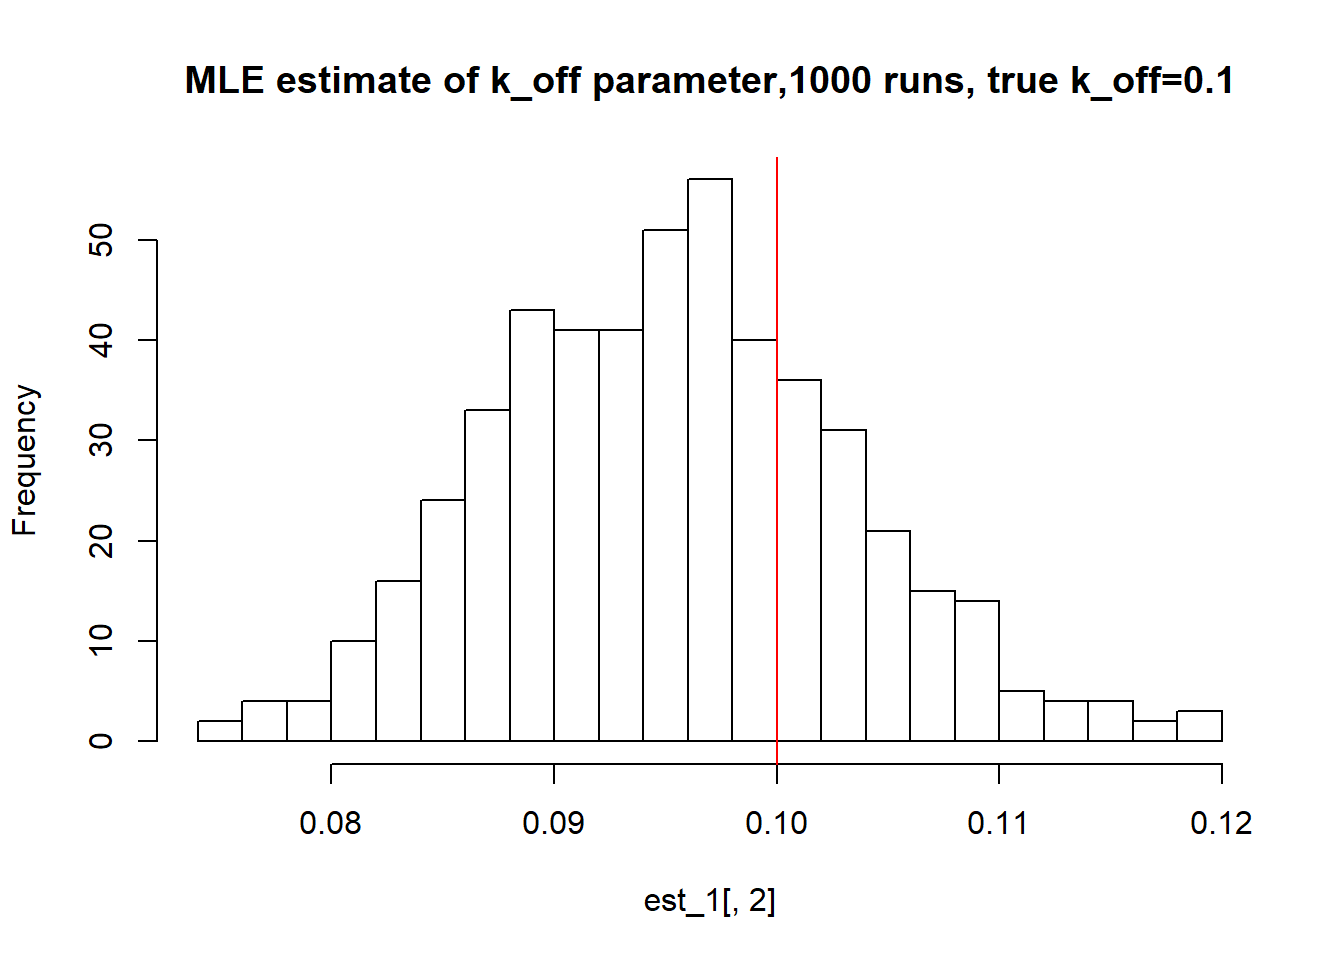 MLE estimate of k_off parameter,1000 runs, true k_off=0.1
Frequency
50
40
30
20
10
0
0.08 0.09 0.10 0.11 0.12
est_1[, 2]